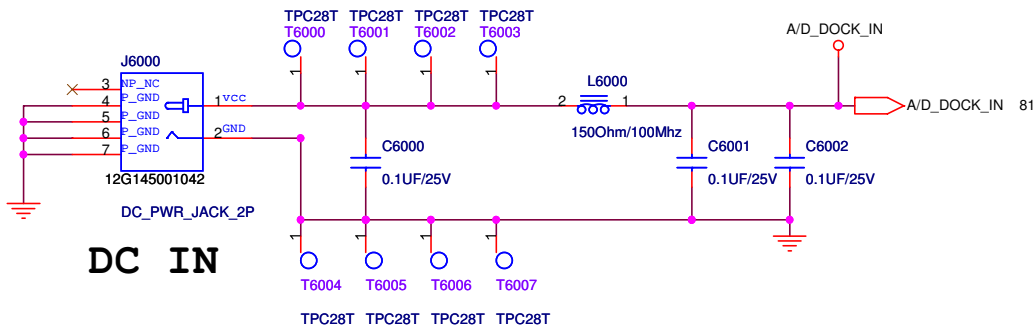 TPC28T TPC28T TPC28T TPC28T
T6000 T6001 T6002 T6003
A/D_DOCK_IN
J6000
1 1 1 1
L6000
3 NP_NC
4 P_GND
1 VCC
2 1
A/D_DOCK_IN 81
5 P_GND
6 P_GND
2 GND
150Ohm/100Mhz
7 P_GND
C6000
C6001
C6002
12G145001042
0.1UF/25V
0.1UF/25V
0.1UF/25V
DC_PWR_JACK_2P
1 1 1 1
DC IN
T6004 T6005 T6006 T6007
TPC28T TPC28T TPC28T TPC28T